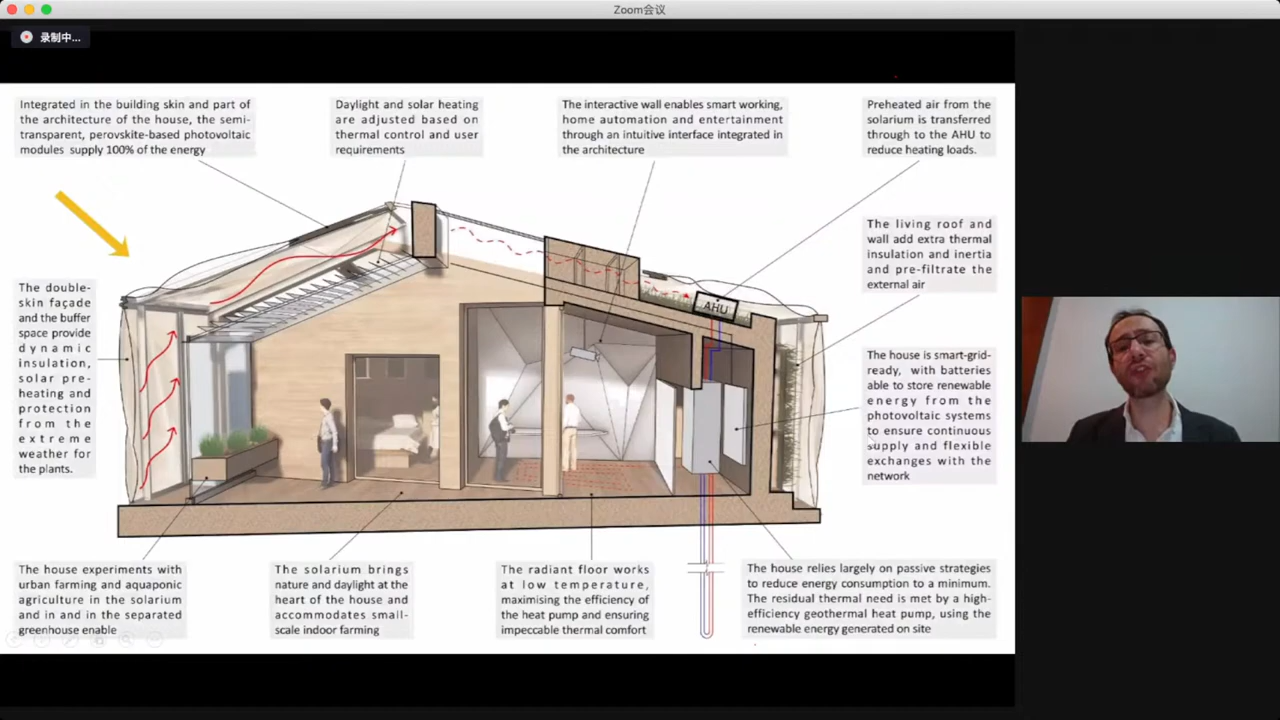 Zoom会议
录制中...
Integrated in the building skin and part of
the architecture of the house, the semi-
transparent, perovskite-based photovoltaic
modules supply 100% of the energy
Daylight and solar heating
are adjusted based on
thermal control and user
requirements
The interactive wall enables smart working,
home automation and entertainment
through an intuitive interface integrated in
the architecture
Preheated air from the
solarium is transferred
through to the AHU to
reduce heating loads.
The living roof and
wall add extra thermal
insulation and inertia
and pre-filtrate the
external air
The double-
skin façade
and the buffer
space provide
dynamic
insulation,
solar pre-
heating and
protection
from the
extreme
weather for
the plants.
AHU
The house is smart-grid-
ready, with batteries
able to store renewable
energy from the
photovoltaic systems
to ensure continuous
supply and flexible
exchanges with the
network
The house experiments with
urban farming and aquaponic
agriculture in the solarium
and in and in the separated
greenhouse enable
The solarium brings
nature and daylight at the
heart of the house and
accommodates small-
scale indoor farming
The radiant floor works
at low temperature,
maximising the efficiency of
the heat pump and ensuring
impeccable thermal comfort
The house relies largely on passive strategies
to reduce energy consumption to a minimum.
The residual thermal need is met by a high-
efficiency geothermal heat pump, using the
renewable energy generated on site